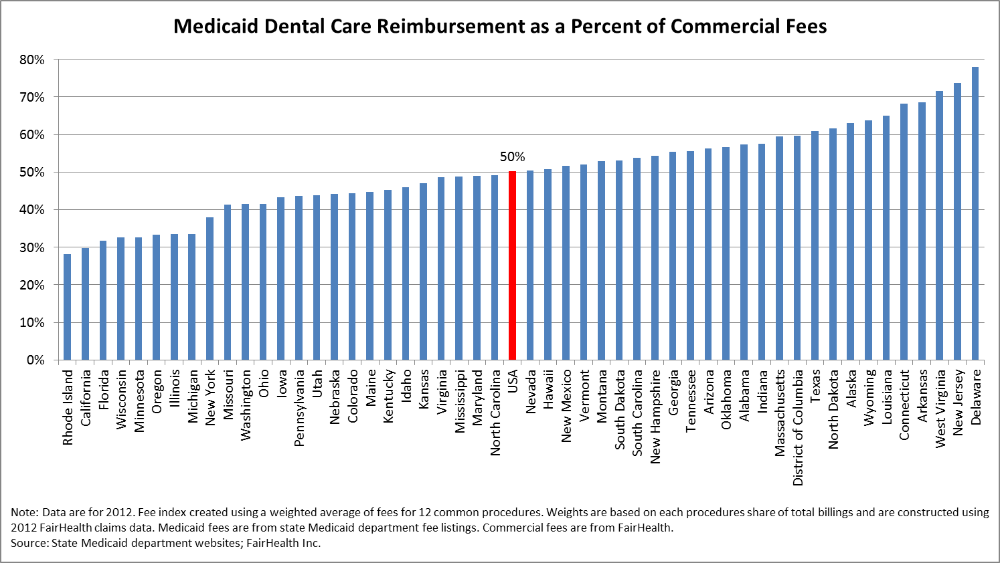 Medicaid Dental Care Reimbursement as a Percent of Commercial Fees
80%
70%
60%
50%
40%
30%
20%
10%
0%
50%
Rhode Island
California
Florida
Wisconsin
Minnesota
Oregon
Illinois
Michigan
New York
Missouri
Washington
Ohio
Iowa
Pennsylvania
Utah
Nebraska
Colorado
Maine
Kentucky
Idaho
Kansas
Virginia
Mississippi
Maryland
North Carolina
USA
Nevada
Hawaii
New Mexico
Vermont
Montana
South Dakota
South Carolina
New Hampshire
Georgia
Tennessee
Arizona
Oklahoma
Alabama
Indiana
Massachusetts
District of Columbia
Texas
North Dakota
Alaska
Wyoming
Louisiana
Connecticut
Arkansas
West Virginia
New Jersey
Delaware
Note: Data are for 2012. Fee index created using a weighted average of fees for 12 common procedures. Weights are based on each procedures share of total billings and are constructed using
2012 FairHealth claims data. Medicaid fees are from state Medicaid department fee listings. Commercial fees are from FairHealth.
Source: State Medicaid department websites; FairHealth Inc.